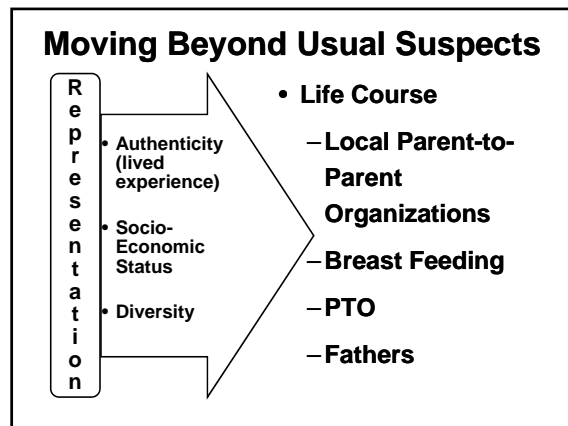 Moving Beyond Usual Suspects
Representation
• Authenticity
(lived
experience)
• Socio-
Economic
Status
• Diversity
• Life Course
–Local Parent-to-
Parent
Organizations
–Breast Feeding
–PTO
–Fathers